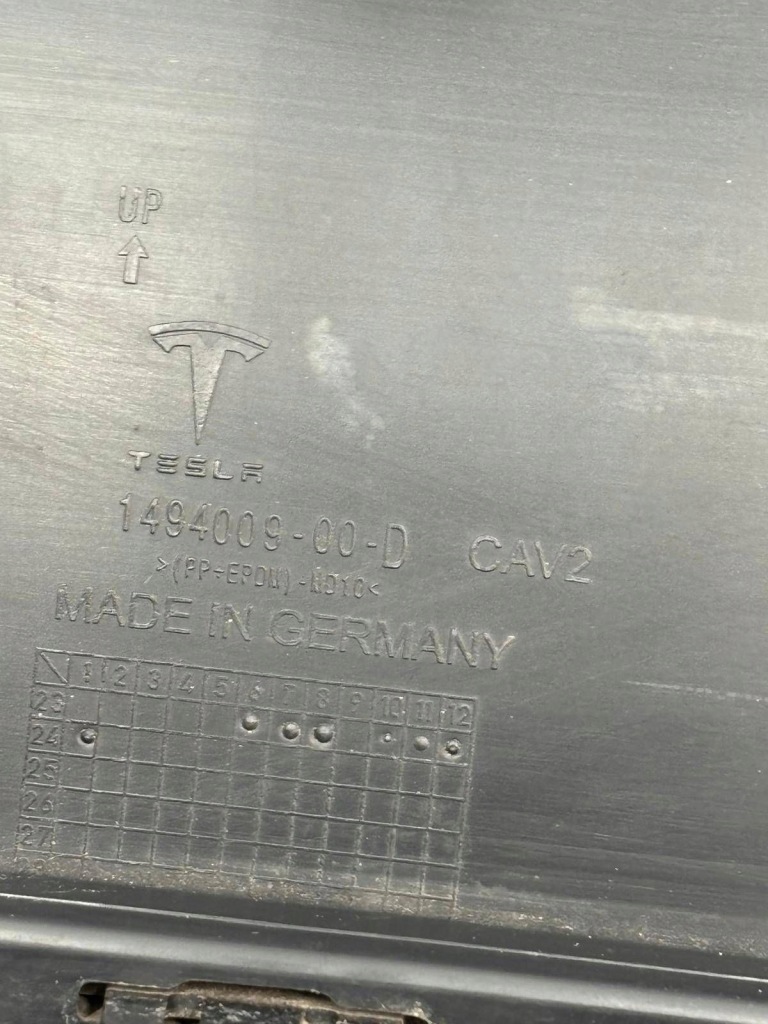 UP
TESLA
1494009-00-D CAV2
>(PP+EPDM)-MD10<
MADE IN GERMANY
1 2 3 4 5 6 7 8 9 10 11 12
23
24
25
26
27